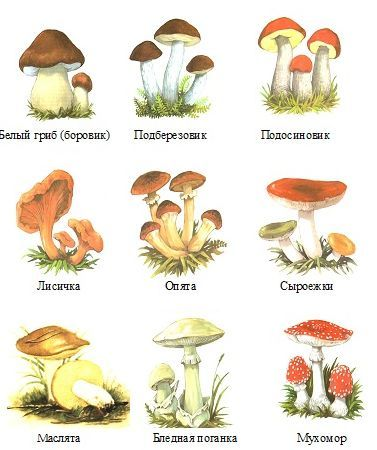 Белый гриб (боровик) Подберезовик Подосиновик
Лисичка Опята Сыроежки
Маслята Бледная поганка Мухомор